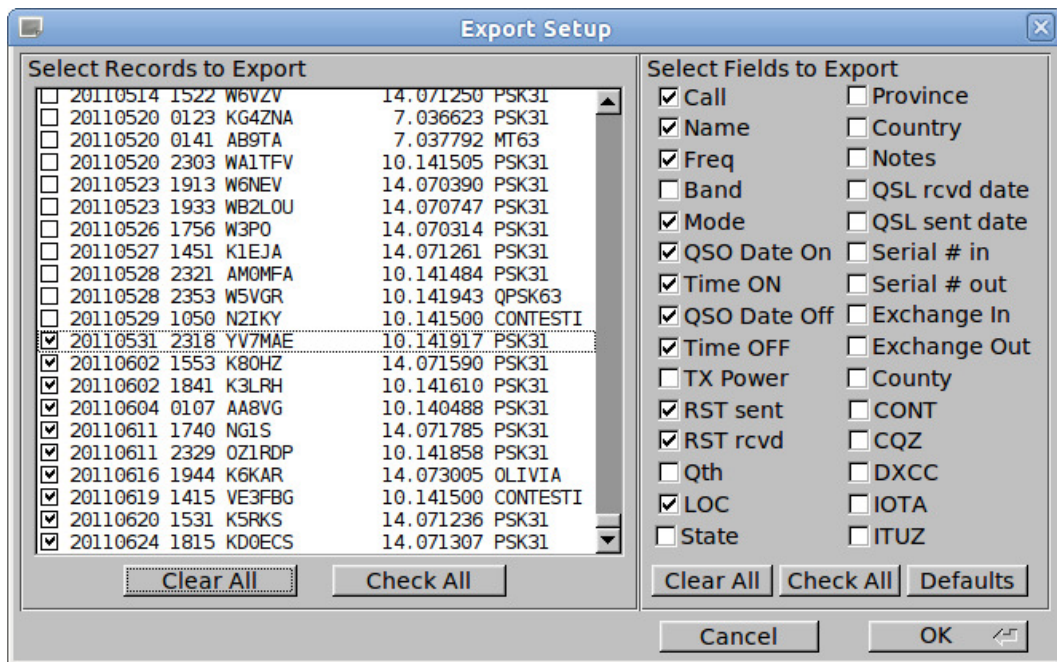 Export Setup
Select Records to Export
20110514 1522 W6VZV 14.071250 PSK31
20110520 0123 KG4ZNA 7.036623 PSK31
20110520 0141 AB9TA 7.037792 MT63
20110520 2303 WA1TFV 10.141505 PSK31
20110523 1913 W6NEV 14.070390 PSK31
20110523 1933 WB2LOU 14.070747 PSK31
20110526 1756 W3PO 14.070314 PSK31
20110527 1451 K1EJA 14.071261 PSK31
20110528 2321 AM0MFA 10.141484 PSK31
20110528 2353 W5VGR 10.141943 QPSK63
20110529 1050 N2IKY 10.141500 CONTESTI
20110531 2318 YV7MAE 10.141917 PSK31
20110602 1553 K8OHZ 14.071590 PSK31
20110602 1841 K3LRH 10.141610 PSK31
20110604 0107 AA8VG 10.140488 PSK31
20110611 1740 NG1S 14.071785 PSK31
20110611 2329 OZ1RDP 10.141858 PSK31
20110616 1944 K6KAR 14.073005 OLIVIA
20110619 1415 VE3FBG 10.141500 CONTESTI
20110620 1531 K5RKS 14.071236 PSK31
20110624 1815 KD0ECS 14.071307 PSK31
Clear All Check All
Select Fields to Export
Call Province
Name Country
Freq Notes
Band QSL rcvd date
Mode QSL sent date
QSO Date On Serial # in
Time ON Serial # out
QSO Date Off Exchange In
Time OFF Exchange Out
TX Power County
RST sent CONT
RST rcvd CQZ
Qth DXCC
LOC IOTA
State ITUZ
Clear All Check All Defaults
Cancel OK